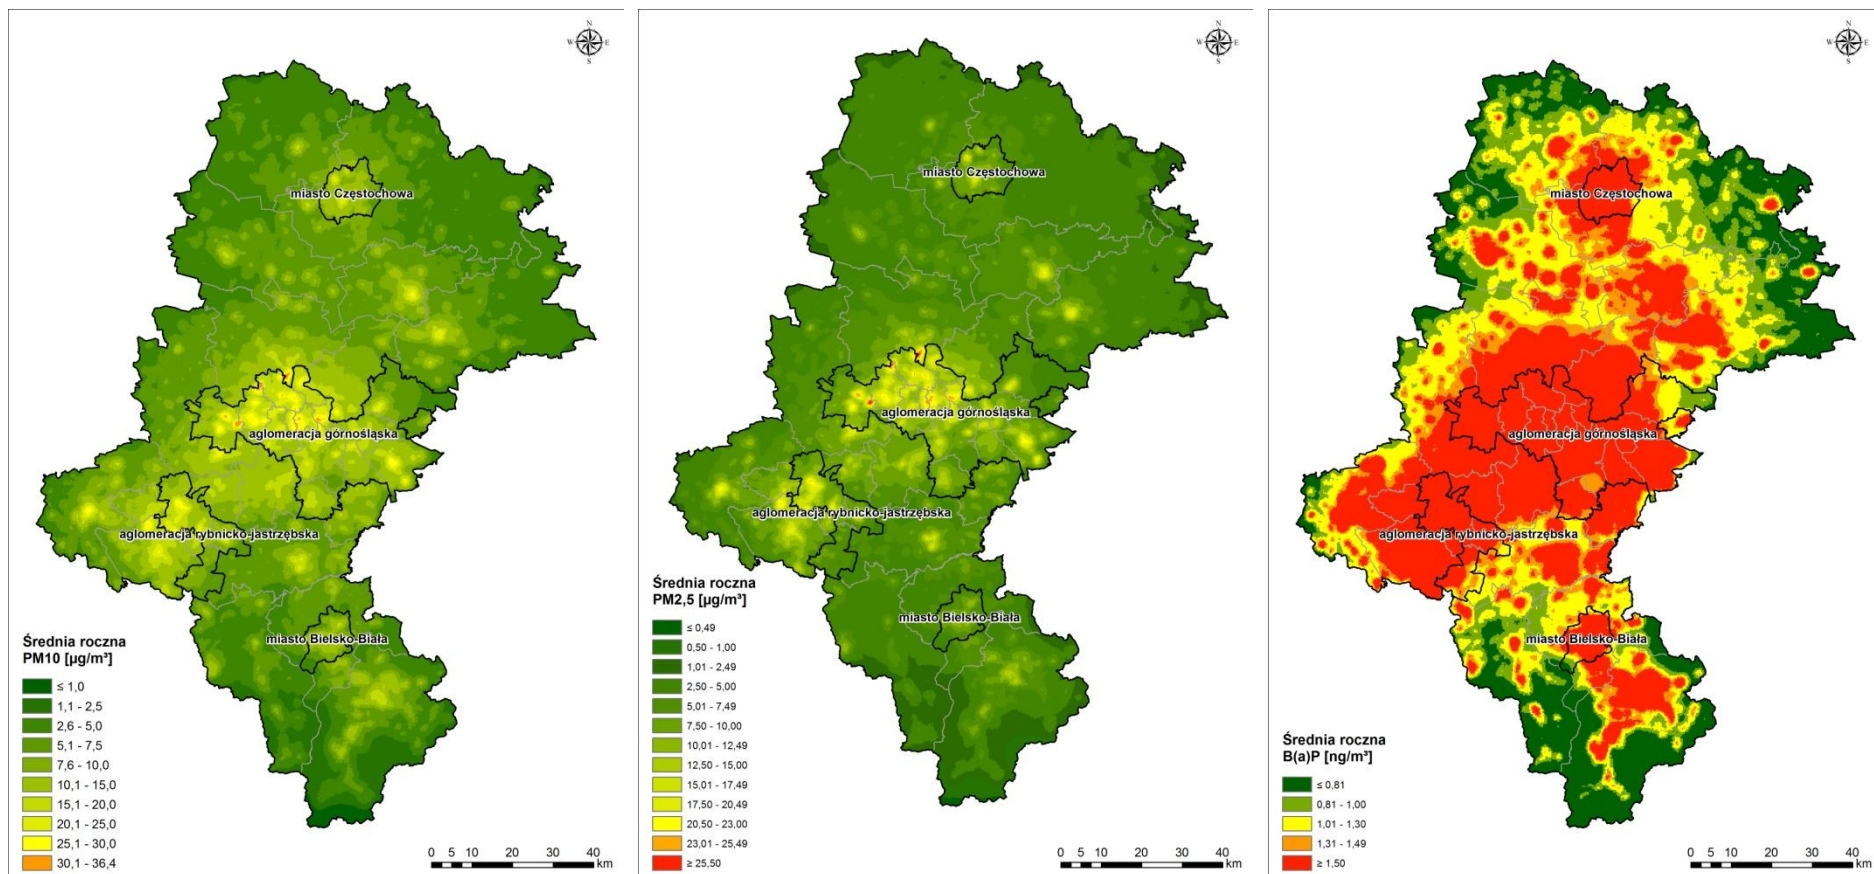 N
W E
S
miasto Częstochowa
aglomeracja górnośląska
aglomeracja rybnicko-jastrzębska
miasto Bielsko-Biała
Średnia roczna
PM10 [µg/m³]
≤ 1,0
1,1 - 2,5
2,6 - 5,0
5,1 - 7,5
7,6 - 10,0
10,1 - 15,0
15,1 - 20,0
20,1 - 25,0
25,1 - 30,0
30,1 - 36,4
0 5 10 20 30 40
km
N
W E
S
miasto Częstochowa
aglomeracja górnośląska
aglomeracja rybnicko-jastrzębska
miasto Bielsko-Biała
Średnia roczna
PM2,5 [µg/m³]
≤ 0,49
0,50 - 1,00
1,01 - 2,49
2,50 - 5,00
5,01 - 7,49
7,50 - 10,00
10,01 - 12,49
12,50 - 15,00
15,01 - 17,49
17,50 - 20,49
20,50 - 23,00
23,01 - 25,49
≥ 25,50
0 5 10 20 30 40
km
N
W E
S
miasto Częstochowa
aglomeracja górnośląska
aglomeracja rybnicko-jastrzębska
miasto Bielsko-Biała
Średnia roczna
B(a)P [ng/m³]
≤ 0,81
0,81 - 1,00
1,01 - 1,30
1,31 - 1,49
≥ 1,50
0 5 10 20 30 40
km